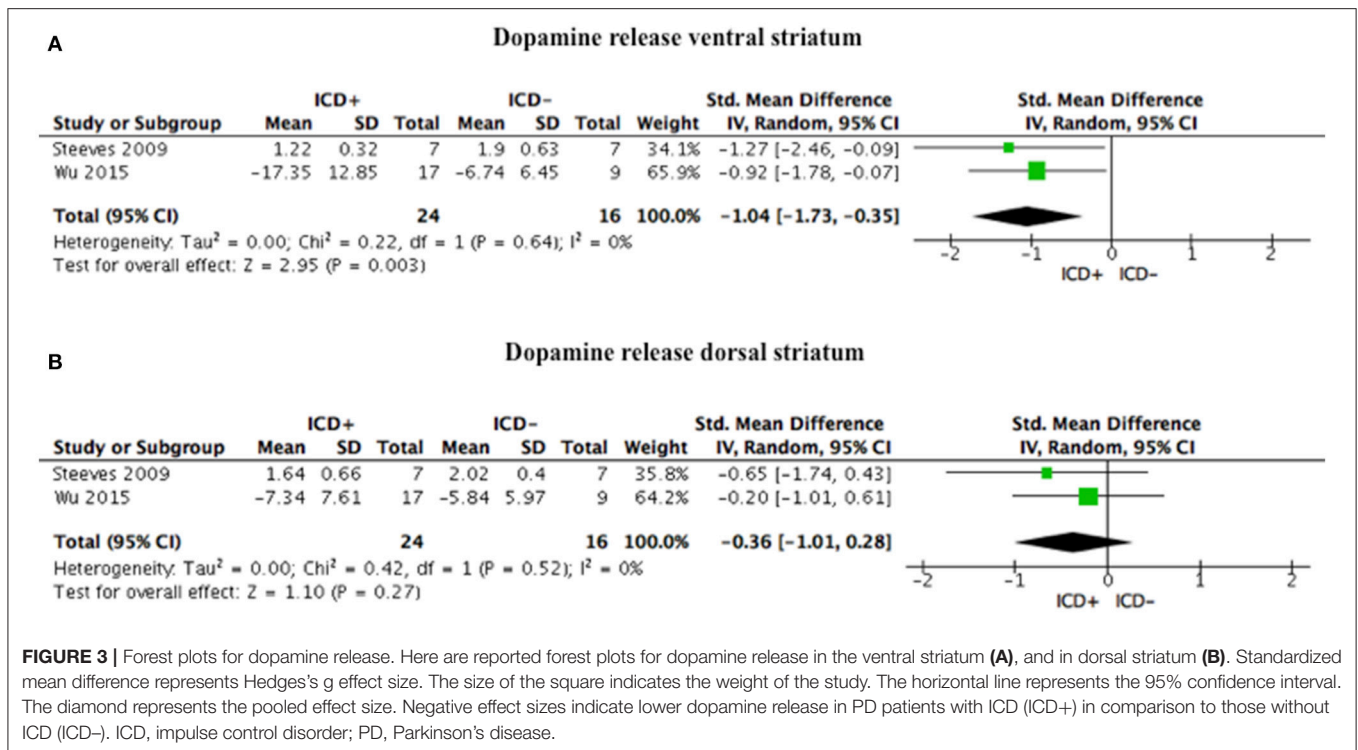 A
Dopamine release ventral striatum
ICD+ ICD− Std. Mean Difference Std. Mean Difference
Study or Subgroup Mean SD Total Mean SD Total Weight IV, Random, 95% CI IV, Random, 95% CI
Steeves 2009 1.22 0.32 7 1.9 0.63 7 34.1% -1.27 [-2.46, -0.09]
Wu 2015 -17.35 12.85 17 -6.74 6.45 9 65.9% -0.92 [-1.78, -0.07]
Total (95% CI) 24 16 100.0% -1.04 [-1.73, -0.35]
Heterogeneity: Tau² = 0.00; Chi² = 0.22, df = 1 (P = 0.64); I² = 0%
Test for overall effect: Z = 2.95 (P = 0.003)
-2 -1 0 1 2
ICD+ ICD−
B
Dopamine release dorsal striatum
ICD+ ICD− Std. Mean Difference Std. Mean Difference
Study or Subgroup Mean SD Total Mean SD Total Weight IV, Random, 95% CI IV, Random, 95% CI
Steeves 2009 1.64 0.66 7 2.02 0.4 7 35.8% -0.65 [-1.74, 0.43]
Wu 2015 -7.34 7.61 17 -5.84 5.97 9 64.2% -0.20 [-1.01, 0.61]
Total (95% CI) 24 16 100.0% -0.36 [-1.01, 0.28]
Heterogeneity: Tau² = 0.00; Chi² = 0.42, df = 1 (P = 0.52); I² = 0%
Test for overall effect: Z = 1.10 (P = 0.27)
-2 -1 0 1 2
ICD+ ICD−
FIGURE 3 | Forest plots for dopamine release. Here are reported forest plots for dopamine release in the ventral striatum (A), and in dorsal striatum (B). Standardized
mean difference represents Hedges's g effect size. The size of the square indicates the weight of the study. The horizontal line represents the 95% confidence interval.
The diamond represents the pooled effect size. Negative effect sizes indicate lower dopamine release in PD patients with ICD (ICD+) in comparison to those without
ICD (ICD–). ICD, impulse control disorder; PD, Parkinson's disease.